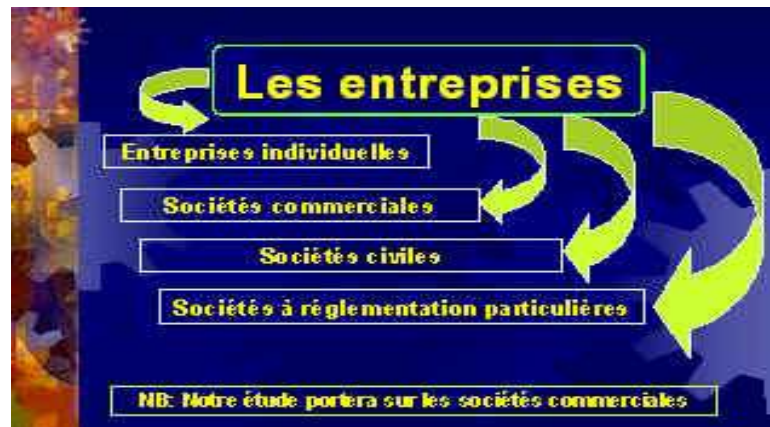 Les entreprises
Entreprises individuelles
Sociétés commerciales
Sociétés civiles
Sociétés à réglementation particulières
NB: Notre étude portera sur les sociétés commerciales